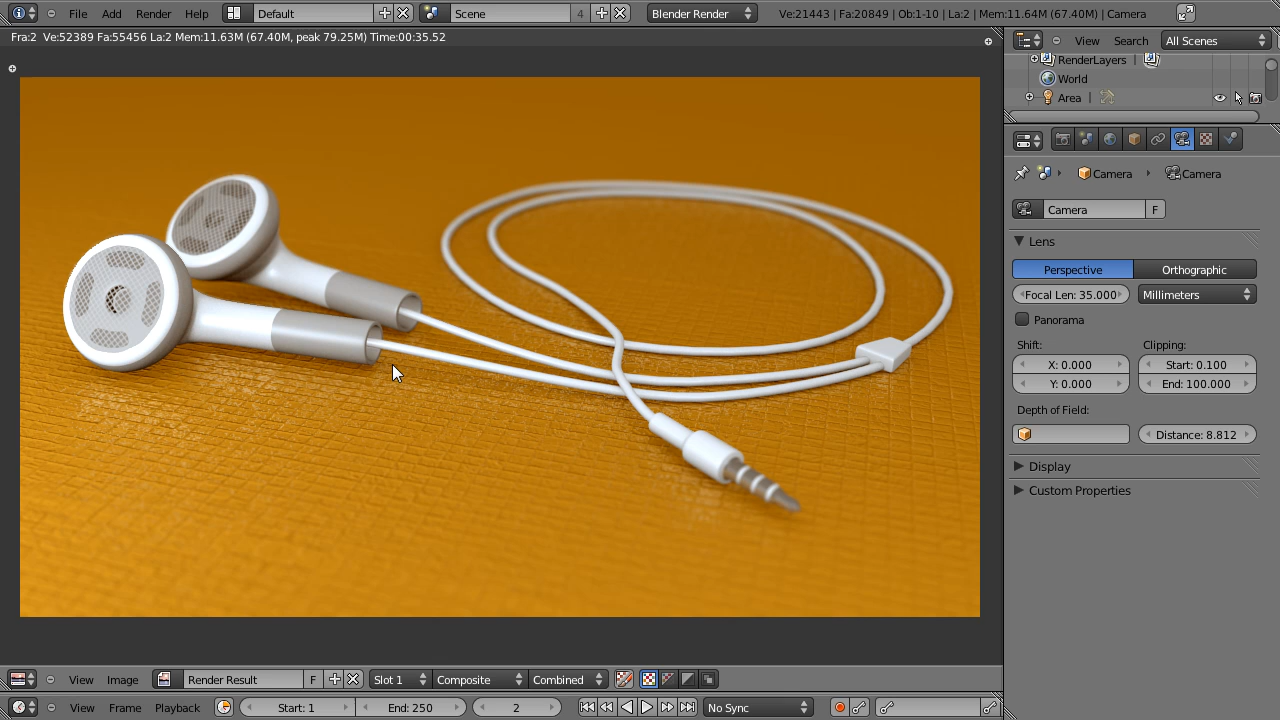 File Add Render Help Default Scene 4 Blender Render Ve:21443 | Fa:20849 | Ob:1-10 | La:2 | Mem:11.64M (67.40M) | Camera
Fra:2 Ve:52389 Fa:55456 La:2 Mem:11.63M (67.40M, peak 79.25M) Time:00:35.52
View Search All Scenes
RenderLayers |
World
Area |
Camera Camera
Camera F
Lens
Perspective Orthographic
Focal Len: 35.000 Millimeters
Panorama
Shift: Clipping:
X: 0.000 Start: 0.100
Y: 0.000 End: 100.000
Depth of Field:
Distance: 8.812
Display
Custom Properties
View Image Render Result F Slot 1 Composite Combined
View Frame Playback Start: 1 End: 250 2 No Sync